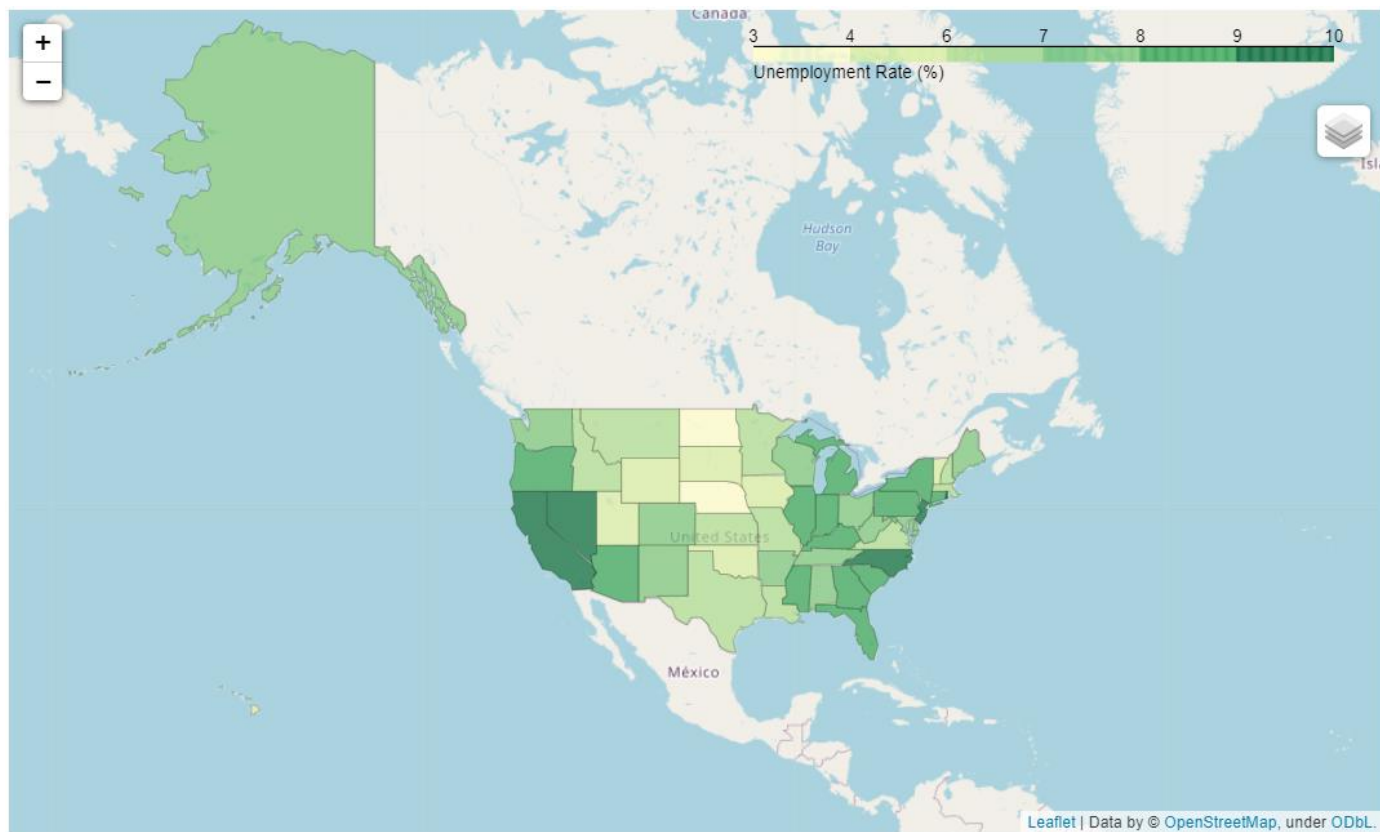 Canada
+
−
3 4 6 7 8 9 10
Unemployment Rate (%)
Hudson
Bay
United States
México
Leaflet | Data by © OpenStreetMap, under ODbL.